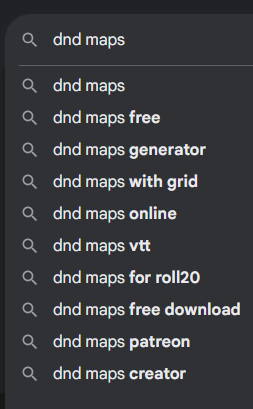 dnd maps
dnd maps
dnd maps free
dnd maps generator
dnd maps with grid
dnd maps online
dnd maps vtt
dnd maps for roll20
dnd maps free download
dnd maps patreon
dnd maps creator